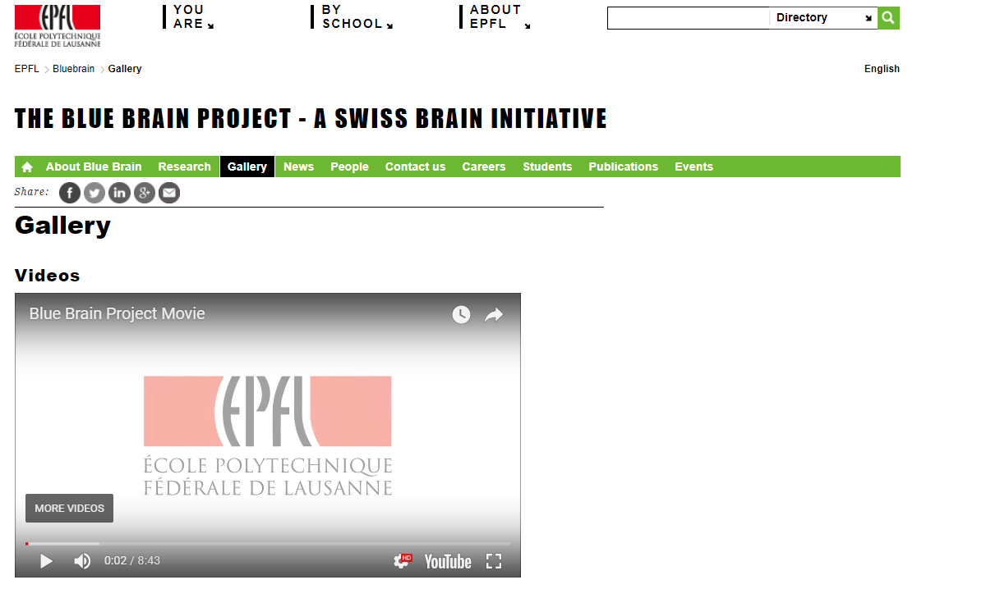 EPFL
ÉCOLE POLYTECHNIQUE
FÉDÉRALE DE LAUSANNE
YOU
ARE
BY
SCHOOL
ABOUT
EPFL
Directory
EPFL Bluebrain Gallery
English
THE BLUE BRAIN PROJECT - A SWISS BRAIN INITIATIVE
About Blue Brain Research Gallery News People Contact us Careers Students Publications Events
Share: f in g+
Gallery
Videos
Blue Brain Project Movie
EPFL
ÉCOLE POLYTECHNIQUE
FÉDÉRALE DE LAUSANNE
MORE VIDEOS
0:02 / 8:43 HD YouTube